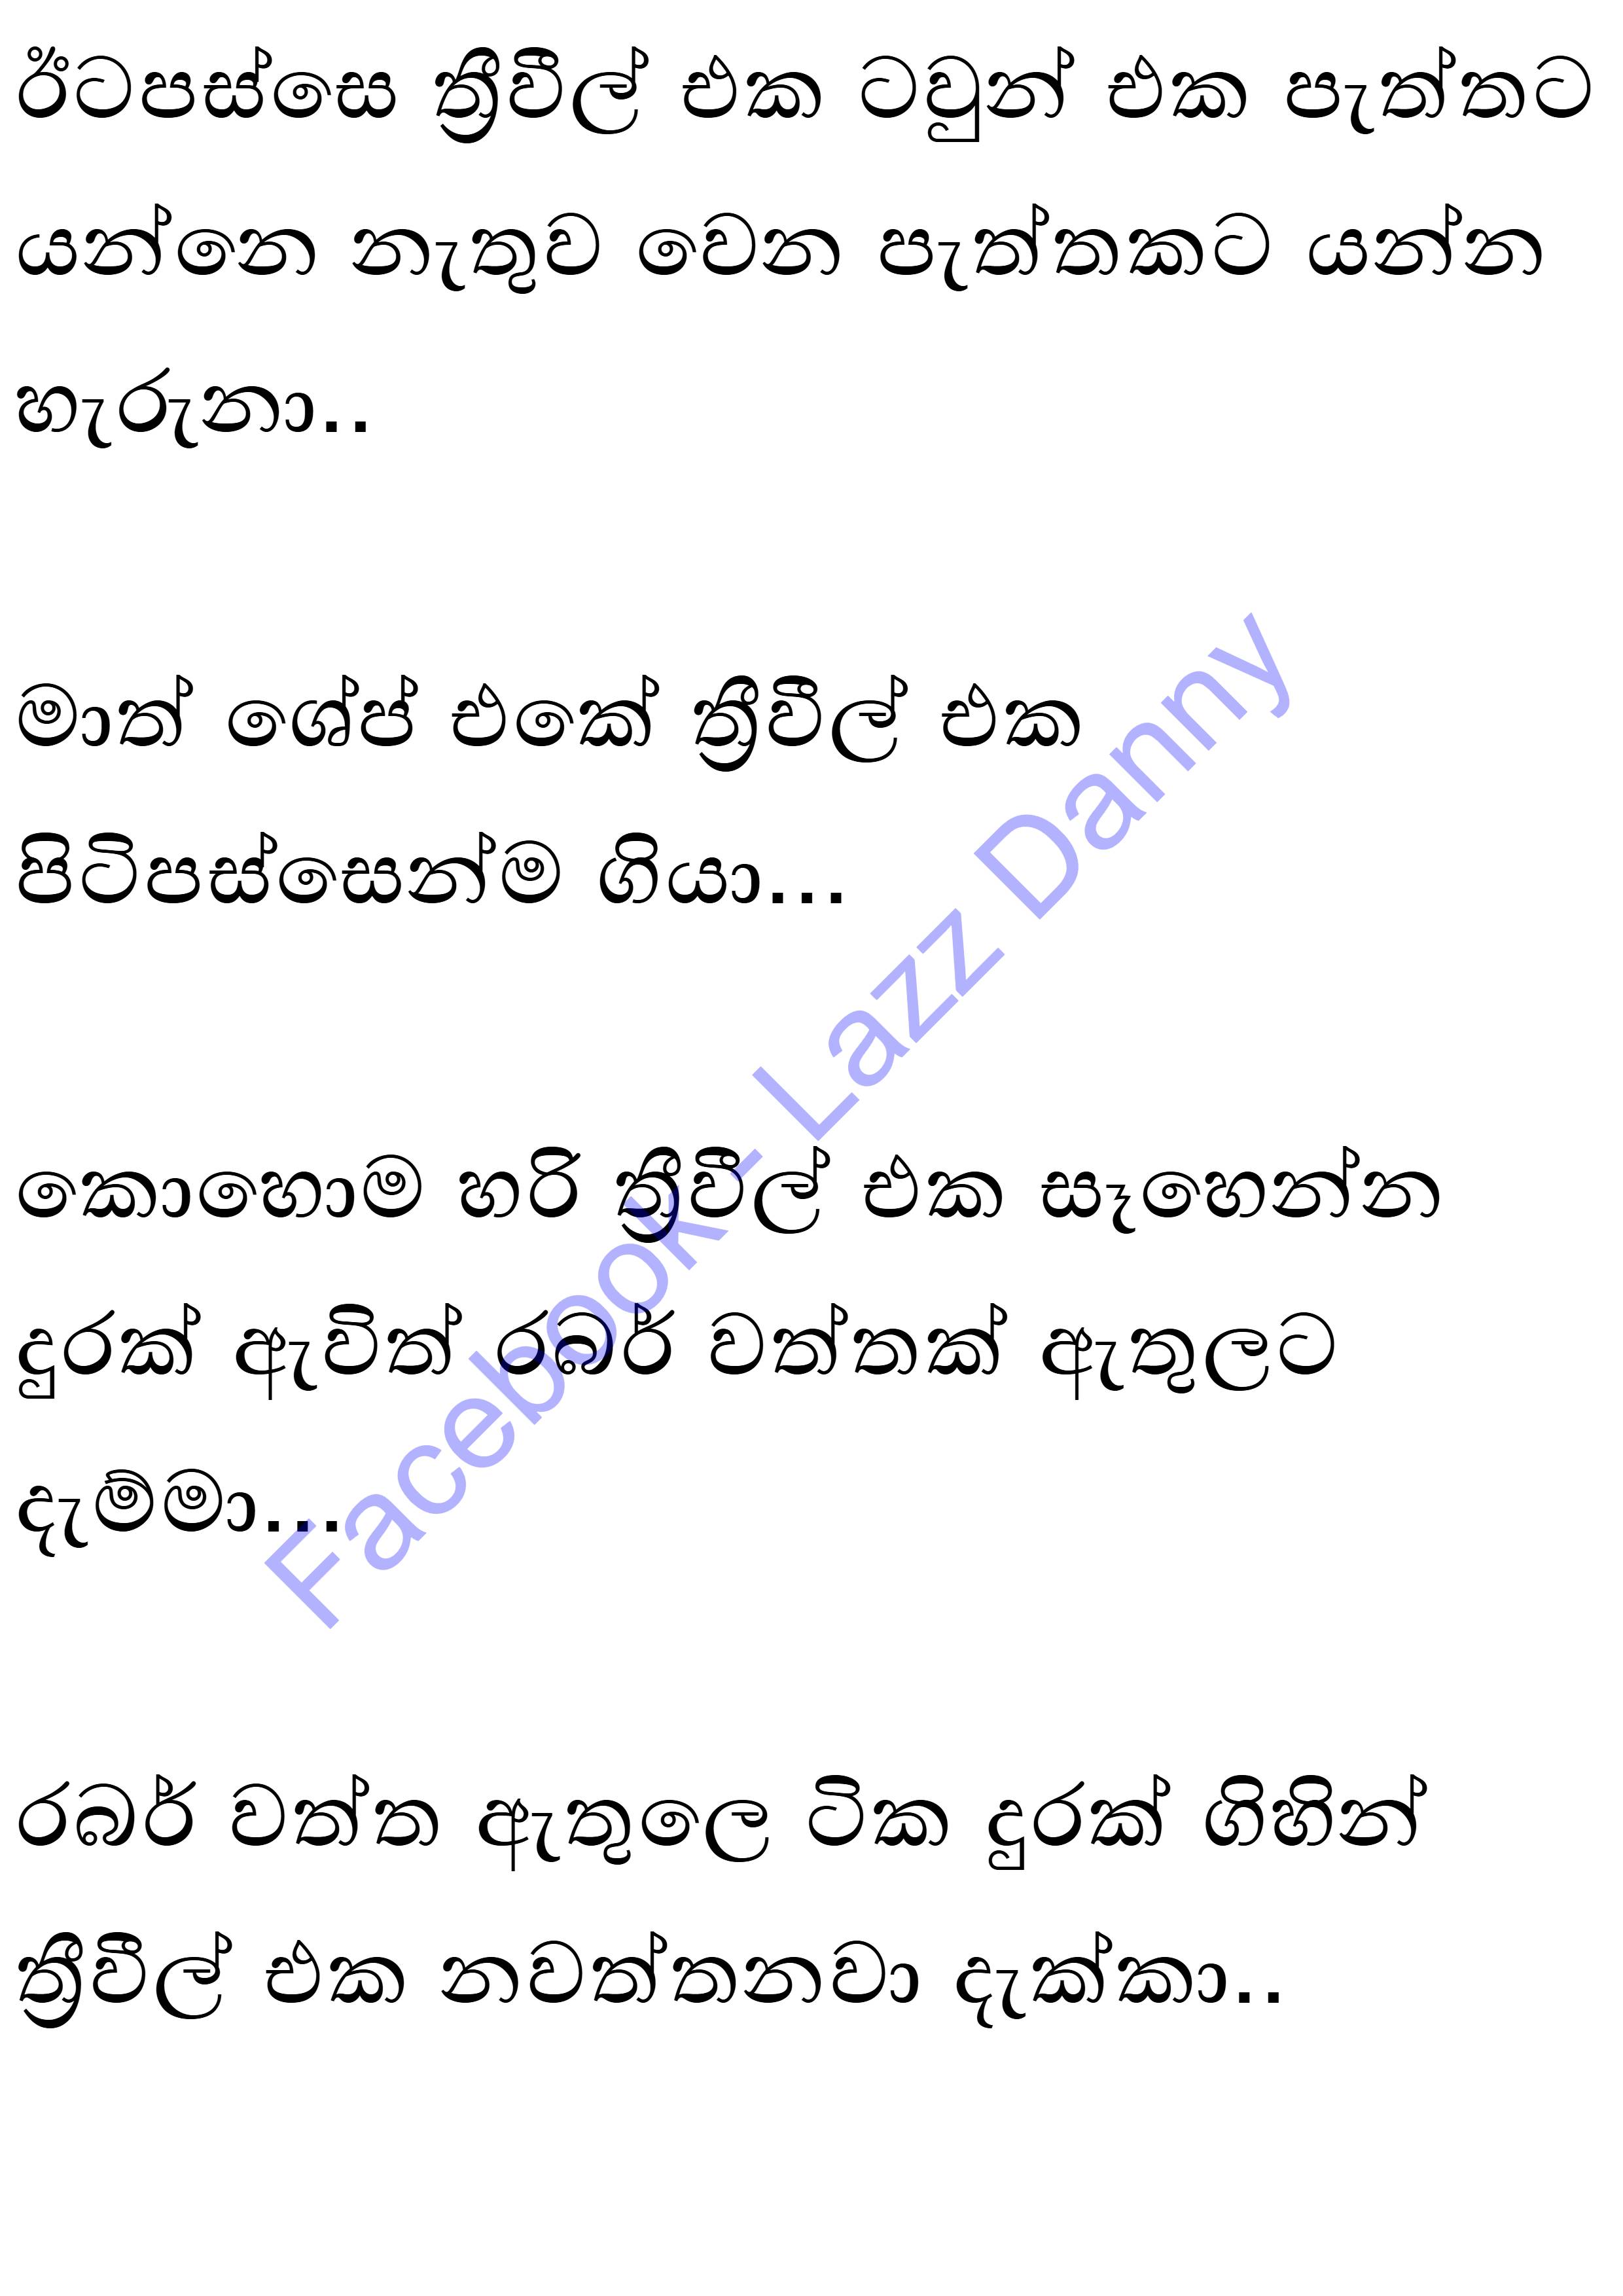 ඊටපස්සෙ ත්‍රීවීල් එක ටවුන් එක පැත්තට
යන්නෙ නැතුව වෙන පැත්තකට යන්න
හැරුනා..
මාත් ශේප් එකේ ත්‍රීවීල් එක
පිටිපස්සෙන්ම ගියා...
කොහොම හරි ත්‍රීවීල් එක සෑහෙන්න
දුරක් ඇවිත් රබර් වත්තක් ඇතුලට
දැම්මා...
රබර් වත්ත ඇතුලෙ ටික දුරක් ගිහින්
ත්‍රීවීල් එක නවත්තනවා දැක්කා..
Facebook - Lazz Danny